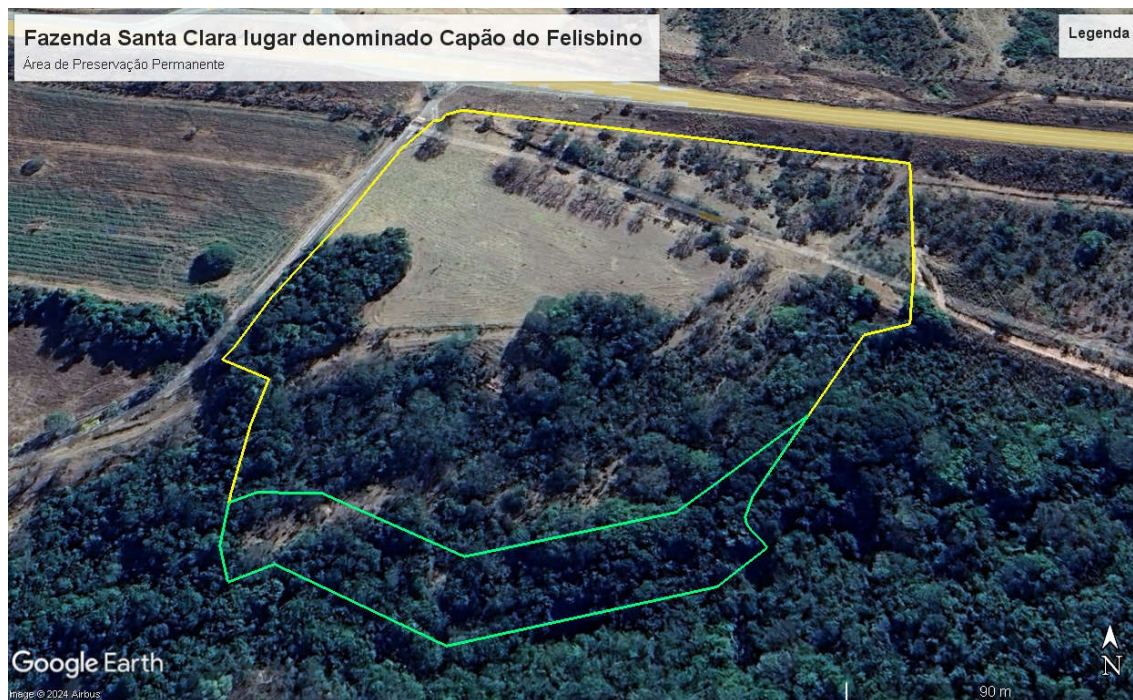 Fazenda Santa Clara lugar denominado Capão do Felisbino
Área de Preservação Permanente
Legenda
Google Earth
Image © 2024 Airbus
N
90 m